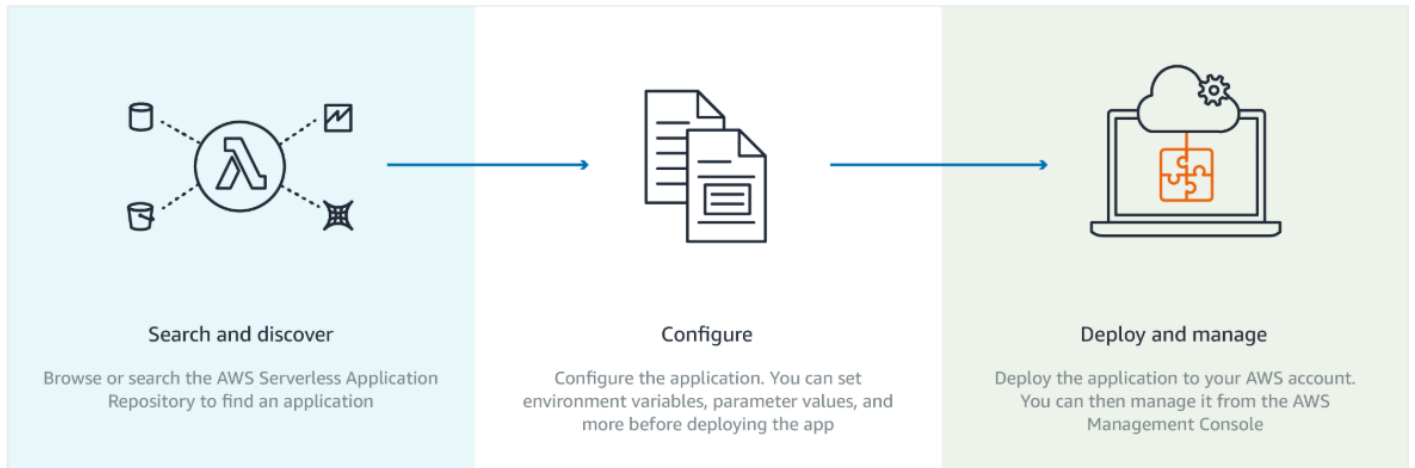 Search and discover
Browse or search the AWS Serverless Application
Repository to find an application
Configure
Configure the application. You can set
environment variables, parameter values, and
more before deploying the app
Deploy and manage
Deploy the application to your AWS account.
You can then manage it from the AWS
Management Console